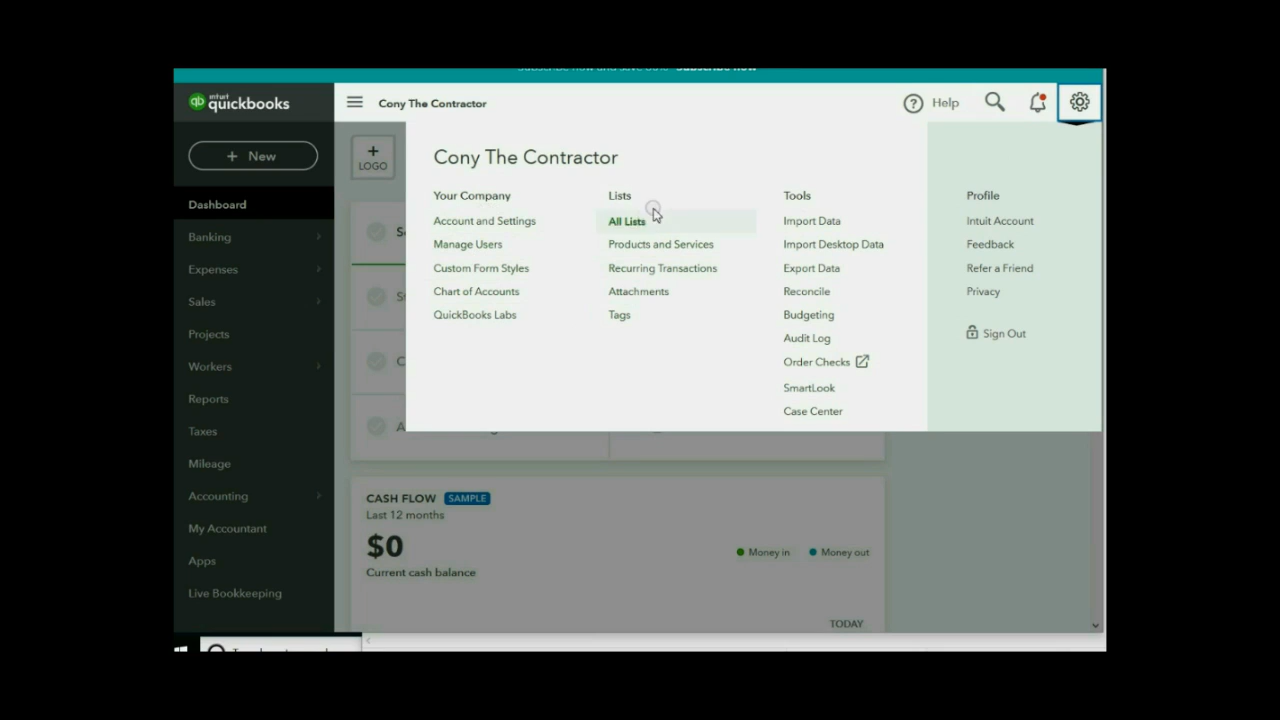 Subscribe now
intuit
quickbooks
Cony The Contractor
Help
+ New
+
LOGO
Dashboard
Banking
Expenses
Sales
Projects
Workers
Reports
Taxes
Mileage
Accounting
My Accountant
Apps
Live Bookkeeping
Cony The Contractor
Your Company
Account and Settings
Manage Users
Custom Form Styles
Chart of Accounts
QuickBooks Labs
Lists
All Lists
Products and Services
Recurring Transactions
Attachments
Tags
Tools
Import Data
Import Desktop Data
Export Data
Reconcile
Budgeting
Audit Log
Order Checks
SmartLook
Case Center
Profile
Intuit Account
Feedback
Refer a Friend
Privacy
Sign Out
CASH FLOW SAMPLE
Last 12 months
$0
Current cash balance
Money in
Money out
TODAY